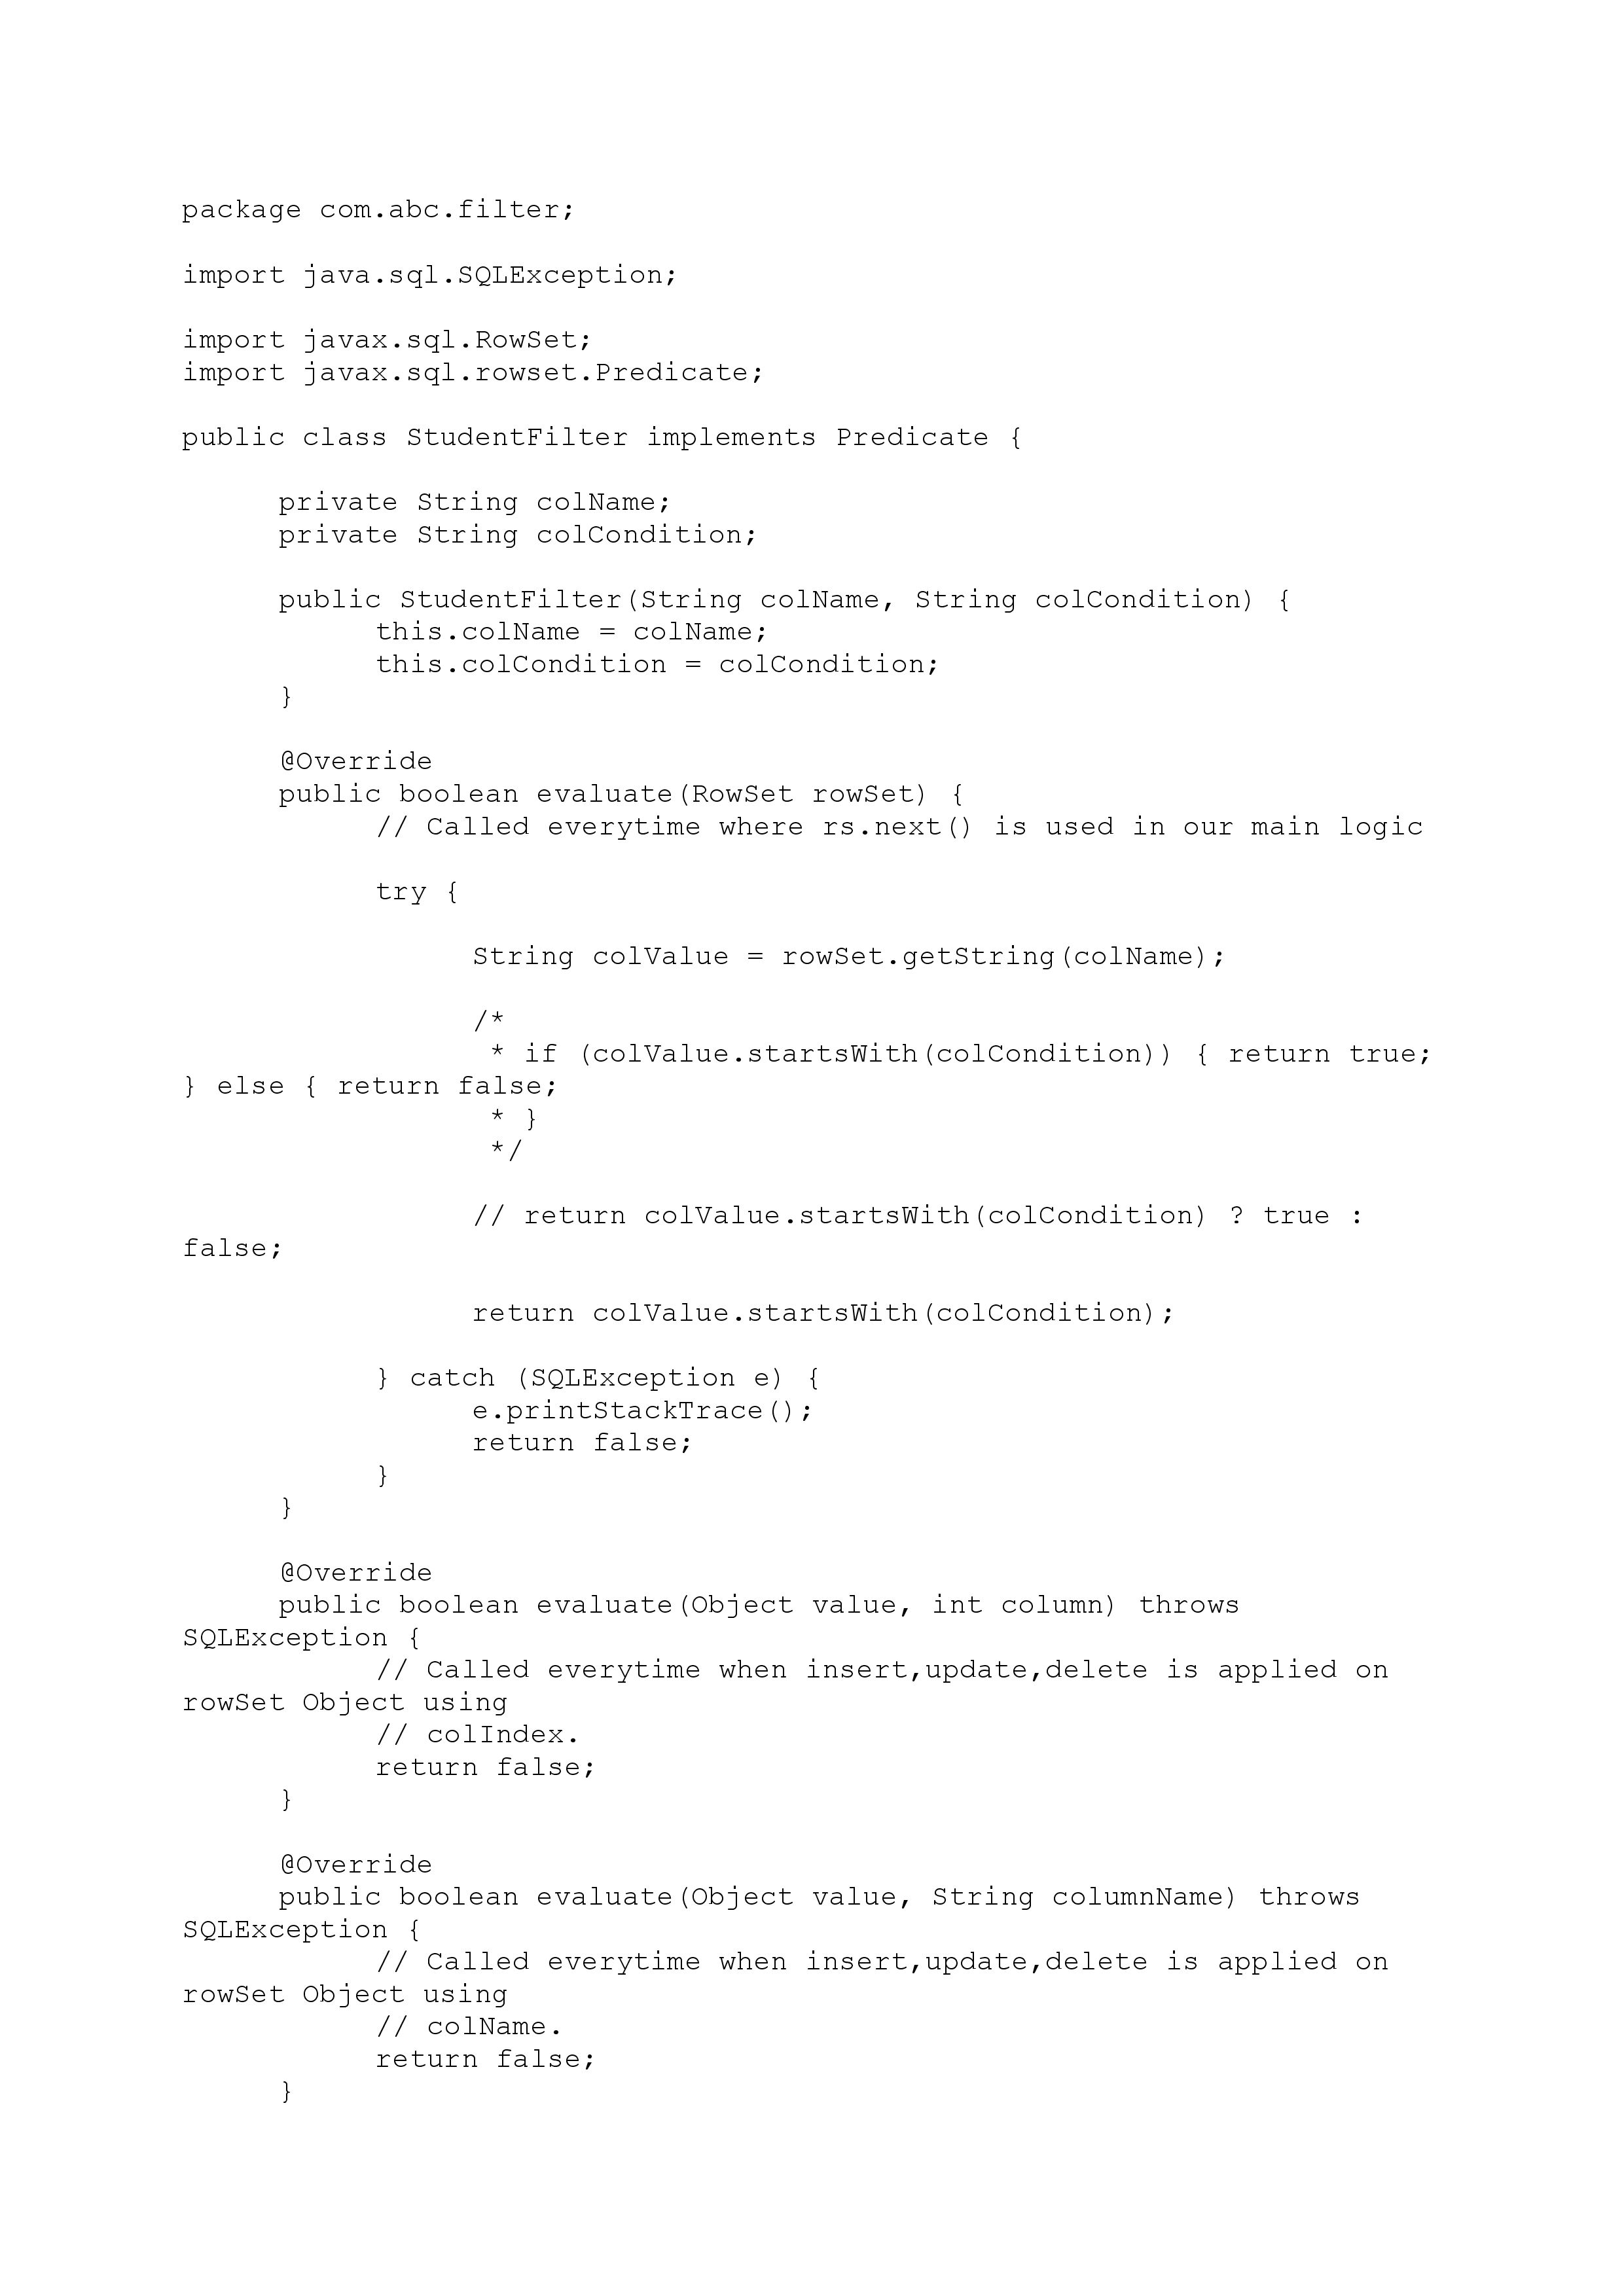 package com.abc.filter;
import java.sql.SQLException;
import javax.sql.RowSet;
import javax.sql.rowset.Predicate;
public class StudentFilter implements Predicate {
private String colName;
private String colCondition;
public StudentFilter(String colName, String colCondition) {
this.colName = colName;
this.colCondition = colCondition;
}
@Override
public boolean evaluate(RowSet rowSet) {
// Called everytime where rs.next() is used in our main logic
try {
String colValue = rowSet.getString(colName);
/*
* if (colValue.startsWith(colCondition)) { return true;
} else { return false;
* }
*/
// return colValue.startsWith(colCondition) ? true :
false;
return colValue.startsWith(colCondition);
} catch (SQLException e) {
e.printStackTrace();
return false;
}
}
@Override
public boolean evaluate(Object value, int column) throws
SQLException {
// Called everytime when insert,update,delete is applied on
rowSet Object using
// colIndex.
return false;
}
@Override
public boolean evaluate(Object value, String columnName) throws
SQLException {
// Called everytime when insert,update,delete is applied on
rowSet Object using
// colName.
return false;
}